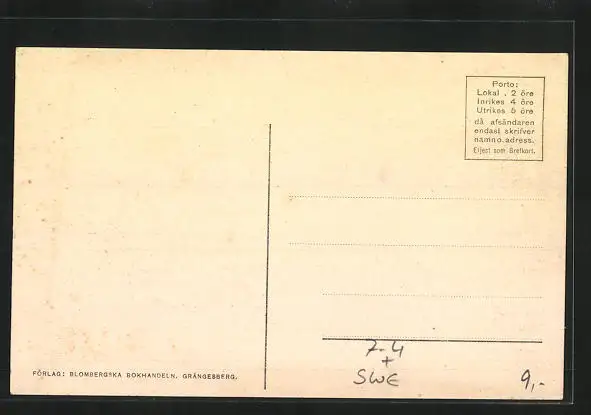 Porto:
Lokal . 2 öre
Inrikes 4 öre
Utrikes 5 öre
då afsändaren
endast skrifver
namn o. adress.
Eljest som Brefkort.
7-4
+
SWE
9,-
FÖRLAG: BLOMBERGSKA BOKHANDELN, GRÄNGESBERG.